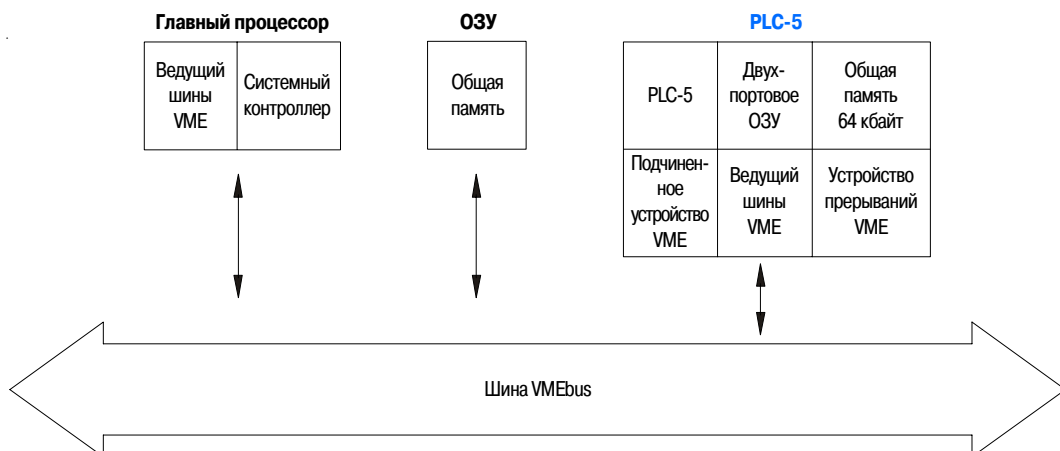 Главный процессор
ОЗУ
PLC-5
Ведущий
шины
VME
Системный
контроллер
Общая
память
PLC-5
Двух-
портовое
ОЗУ
Общая
память
64 кбайт
Подчинен-
ное
устройство
VME
Ведущий
шины
VME
Устройство
прерываний
VME
Шина VMEbus